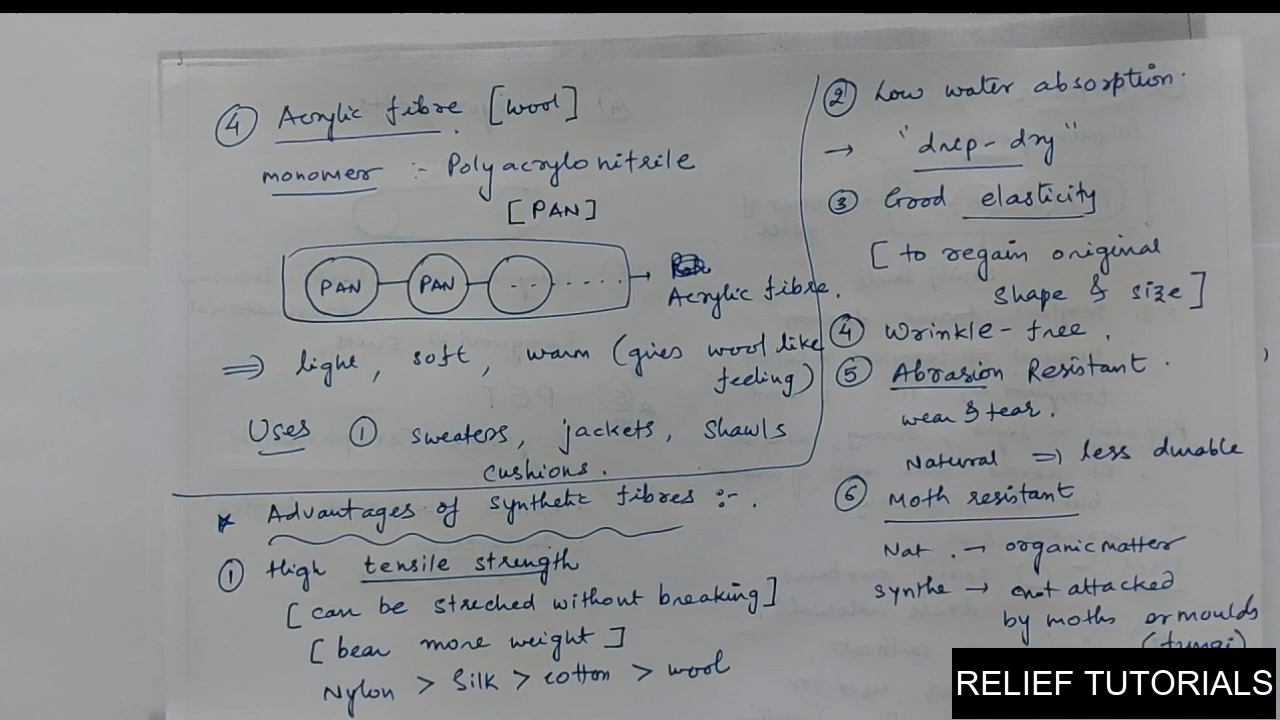 ④ Acrylic fibre [wool]
monomer :- Polyacrylonitrile
[PAN]
PAN PAN ........
Acrylic fibre.
⇒ light, soft, warm (gives wool like
feeling)
Uses ① sweaters, jackets, shawls
cushions.
* Advantages of synthetic fibres :-.
① High tensile strength
[can be streched without breaking]
[bear more weight]
Nylon > Silk > cotton > wool
② Low water absorption.
→ "drep-dry"
③ Good elasticity
[to regain original
shape & size]
④ Wrinkle-free.
⑤ Abrasion Resistant.
wear & tear.
Natural ⇒ less durable
⑥ Moth resistant
Nat. → organic matter
synthe → not attacked
by moths or moulds
(fungi)
RELIEF TUTORIALS